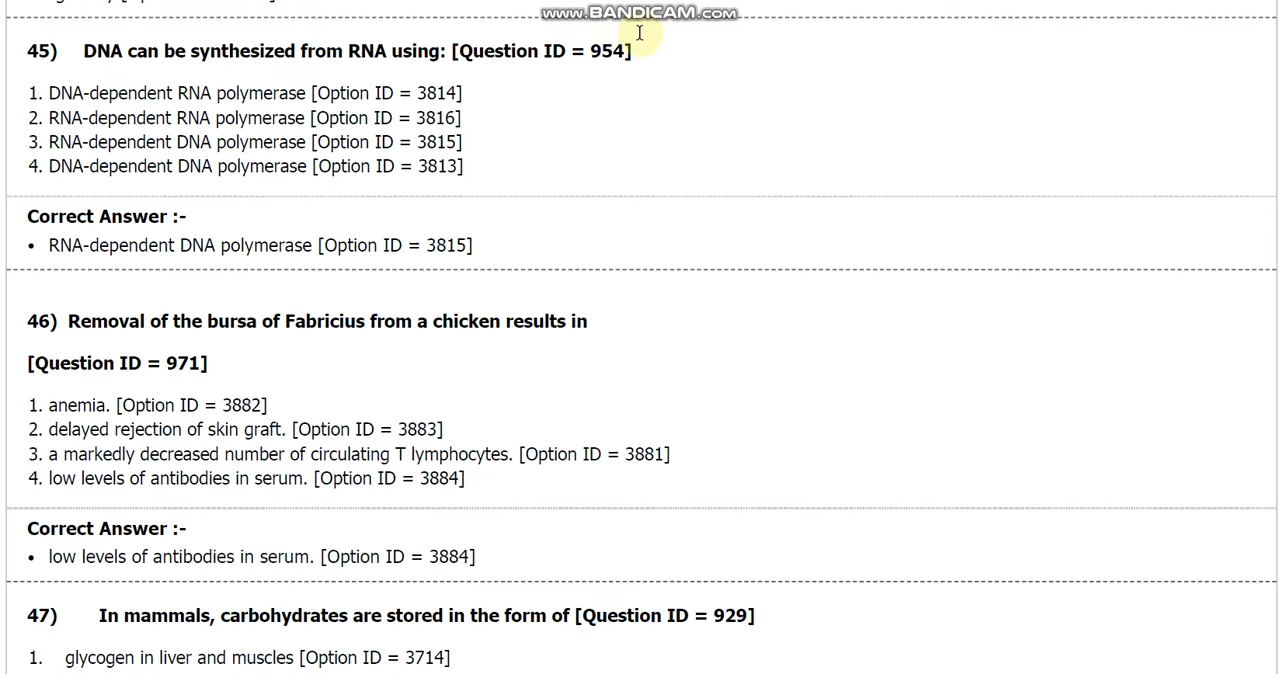 www.BANDICAM.com
45) DNA can be synthesized from RNA using: [Question ID = 954]
1. DNA-dependent RNA polymerase [Option ID = 3814]
2. RNA-dependent RNA polymerase [Option ID = 3816]
3. RNA-dependent DNA polymerase [Option ID = 3815]
4. DNA-dependent DNA polymerase [Option ID = 3813]
Correct Answer :-
• RNA-dependent DNA polymerase [Option ID = 3815]
46) Removal of the bursa of Fabricius from a chicken results in
[Question ID = 971]
1. anemia. [Option ID = 3882]
2. delayed rejection of skin graft. [Option ID = 3883]
3. a markedly decreased number of circulating T lymphocytes. [Option ID = 3881]
4. low levels of antibodies in serum. [Option ID = 3884]
Correct Answer :-
• low levels of antibodies in serum. [Option ID = 3884]
47) In mammals, carbohydrates are stored in the form of [Question ID = 929]
1. glycogen in liver and muscles [Option ID = 3714]